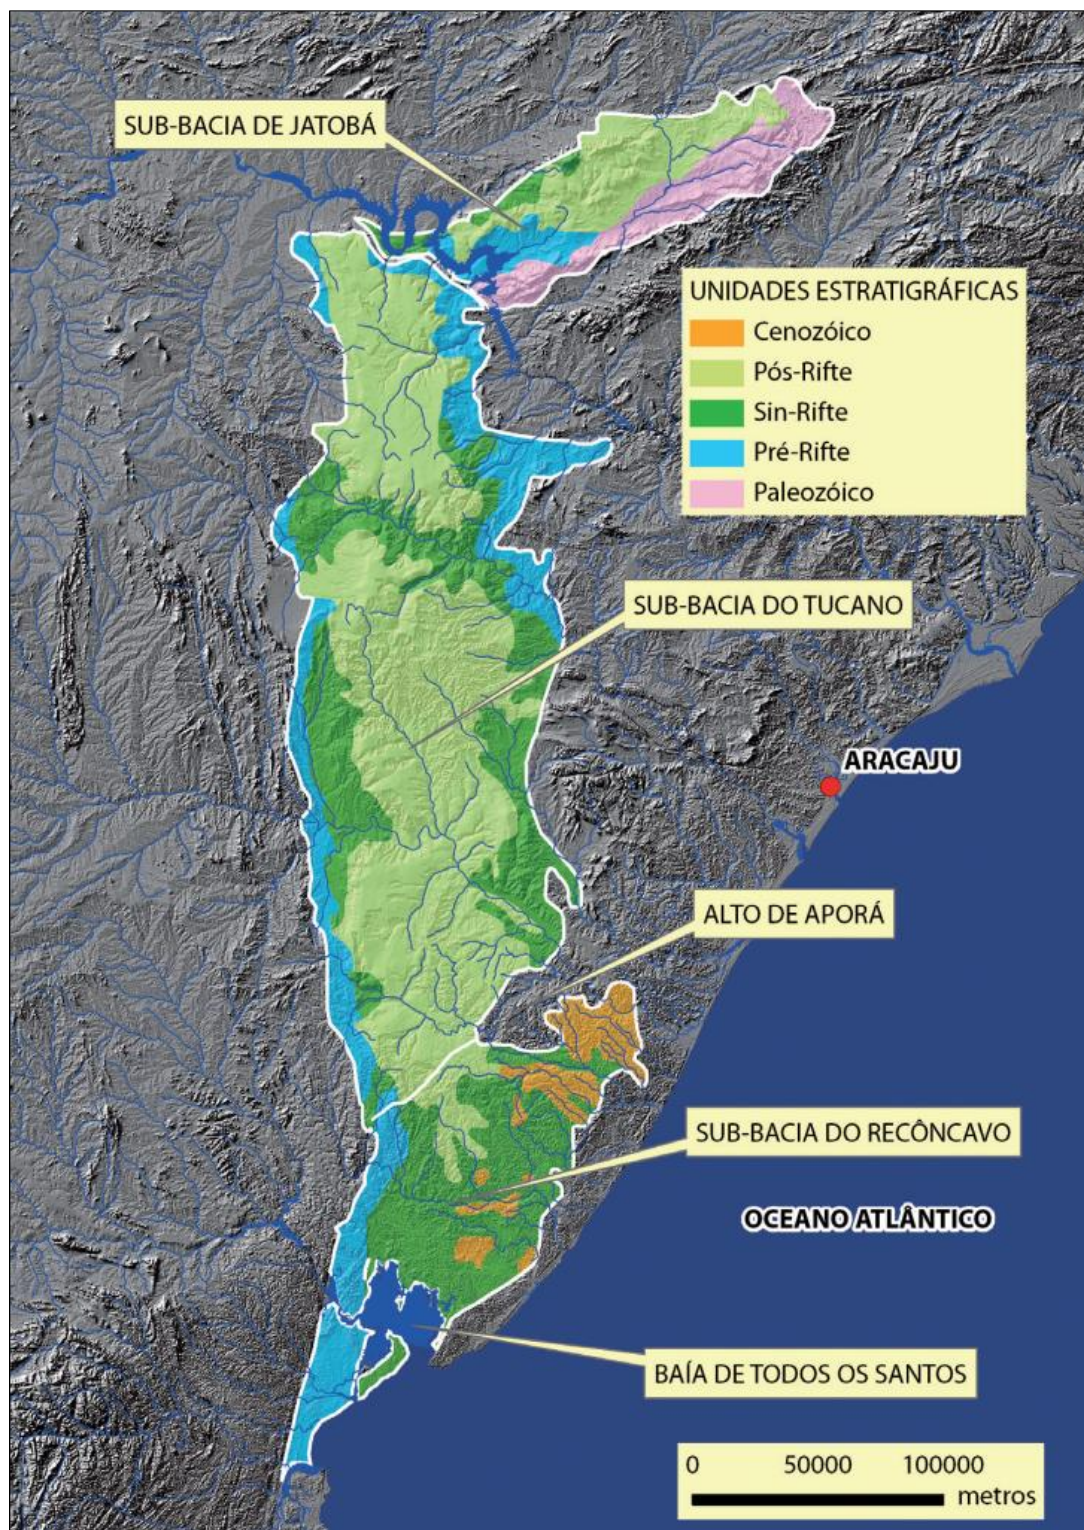 SUB-BACIA DE JATOBÁ
UNIDADES ESTRATIGRÁFICAS
Cenozóico
Pós-Rifte
Sin-Rifte
Pré-Rifte
Paleozóico
SUB-BACIA DO TUCANO
ARACAJU
ALTO DE APORÁ
SUB-BACIA DO RECÔNCAVO
OCEANO ATLÂNTICO
BAÍA DE TODOS OS SANTOS
0 50000 100000
metros